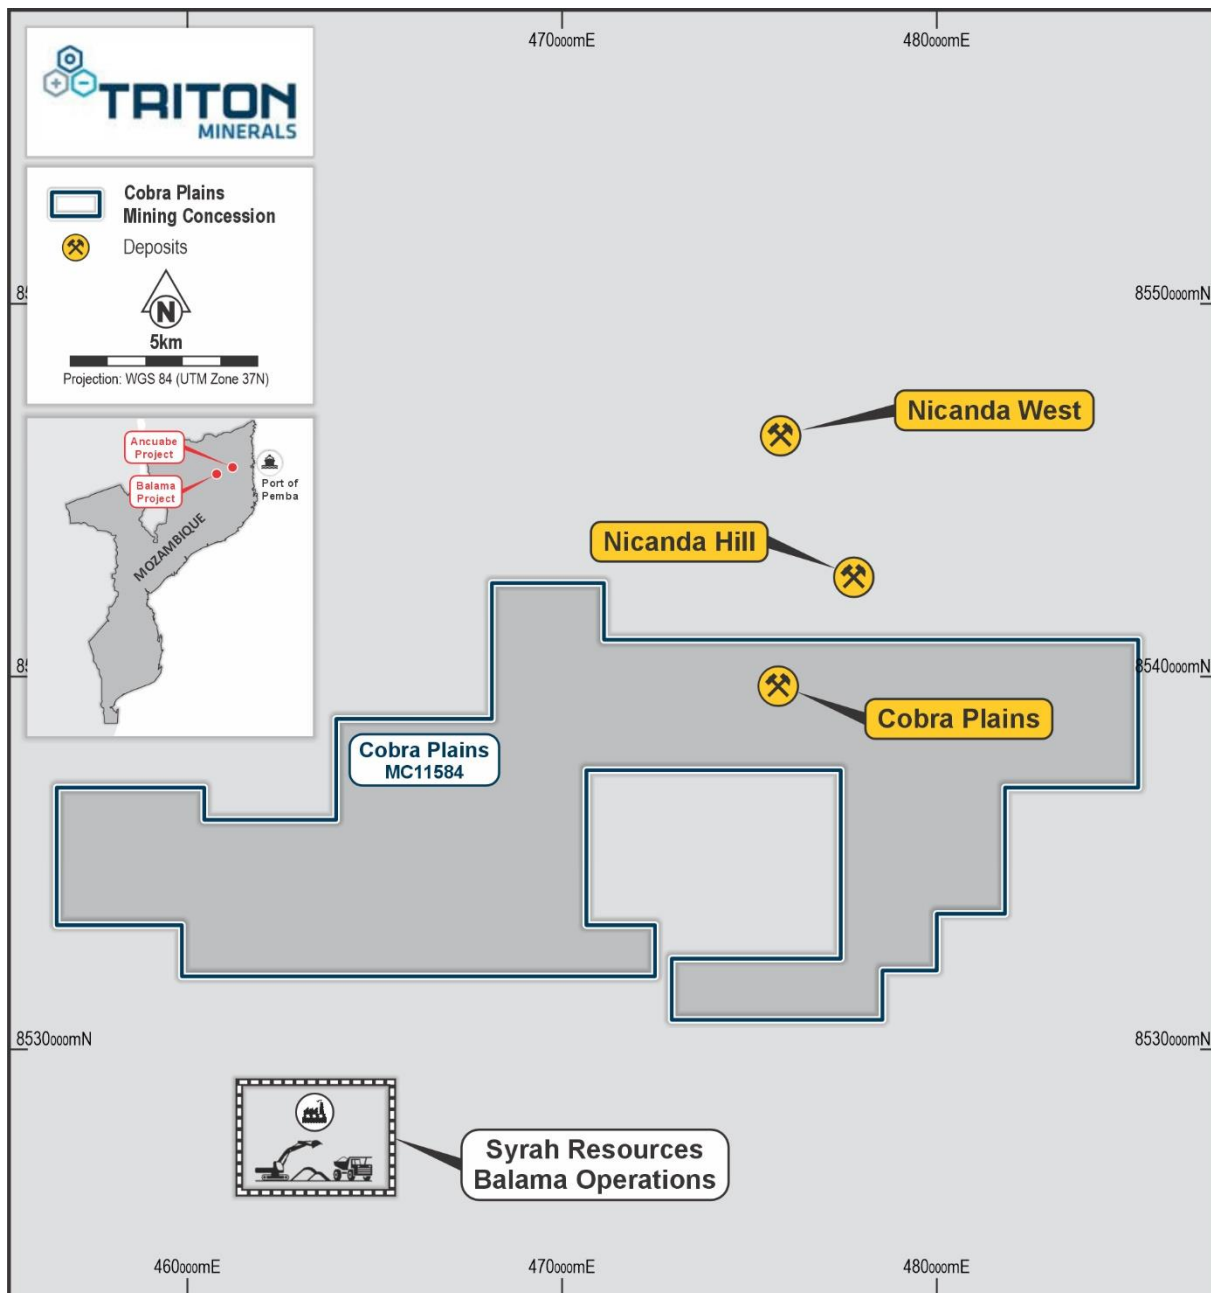 470000mE
480000mE
TRITON
MINERALS
Cobra Plains
Mining Concession
Deposits
N
5km
Projection: WGS 84 (UTM Zone 37N)
8550000mN
Nicanda West
Ancuabe
Project
Balama
Project
Port of
Pemba
MOZAMBIQUE
Nicanda Hill
8540000mN
Cobra Plains
Cobra Plains
MC11584
8530000mN
8530000mN
Syrah Resources
Balama Operations
460000mE
470000mE
480000mE